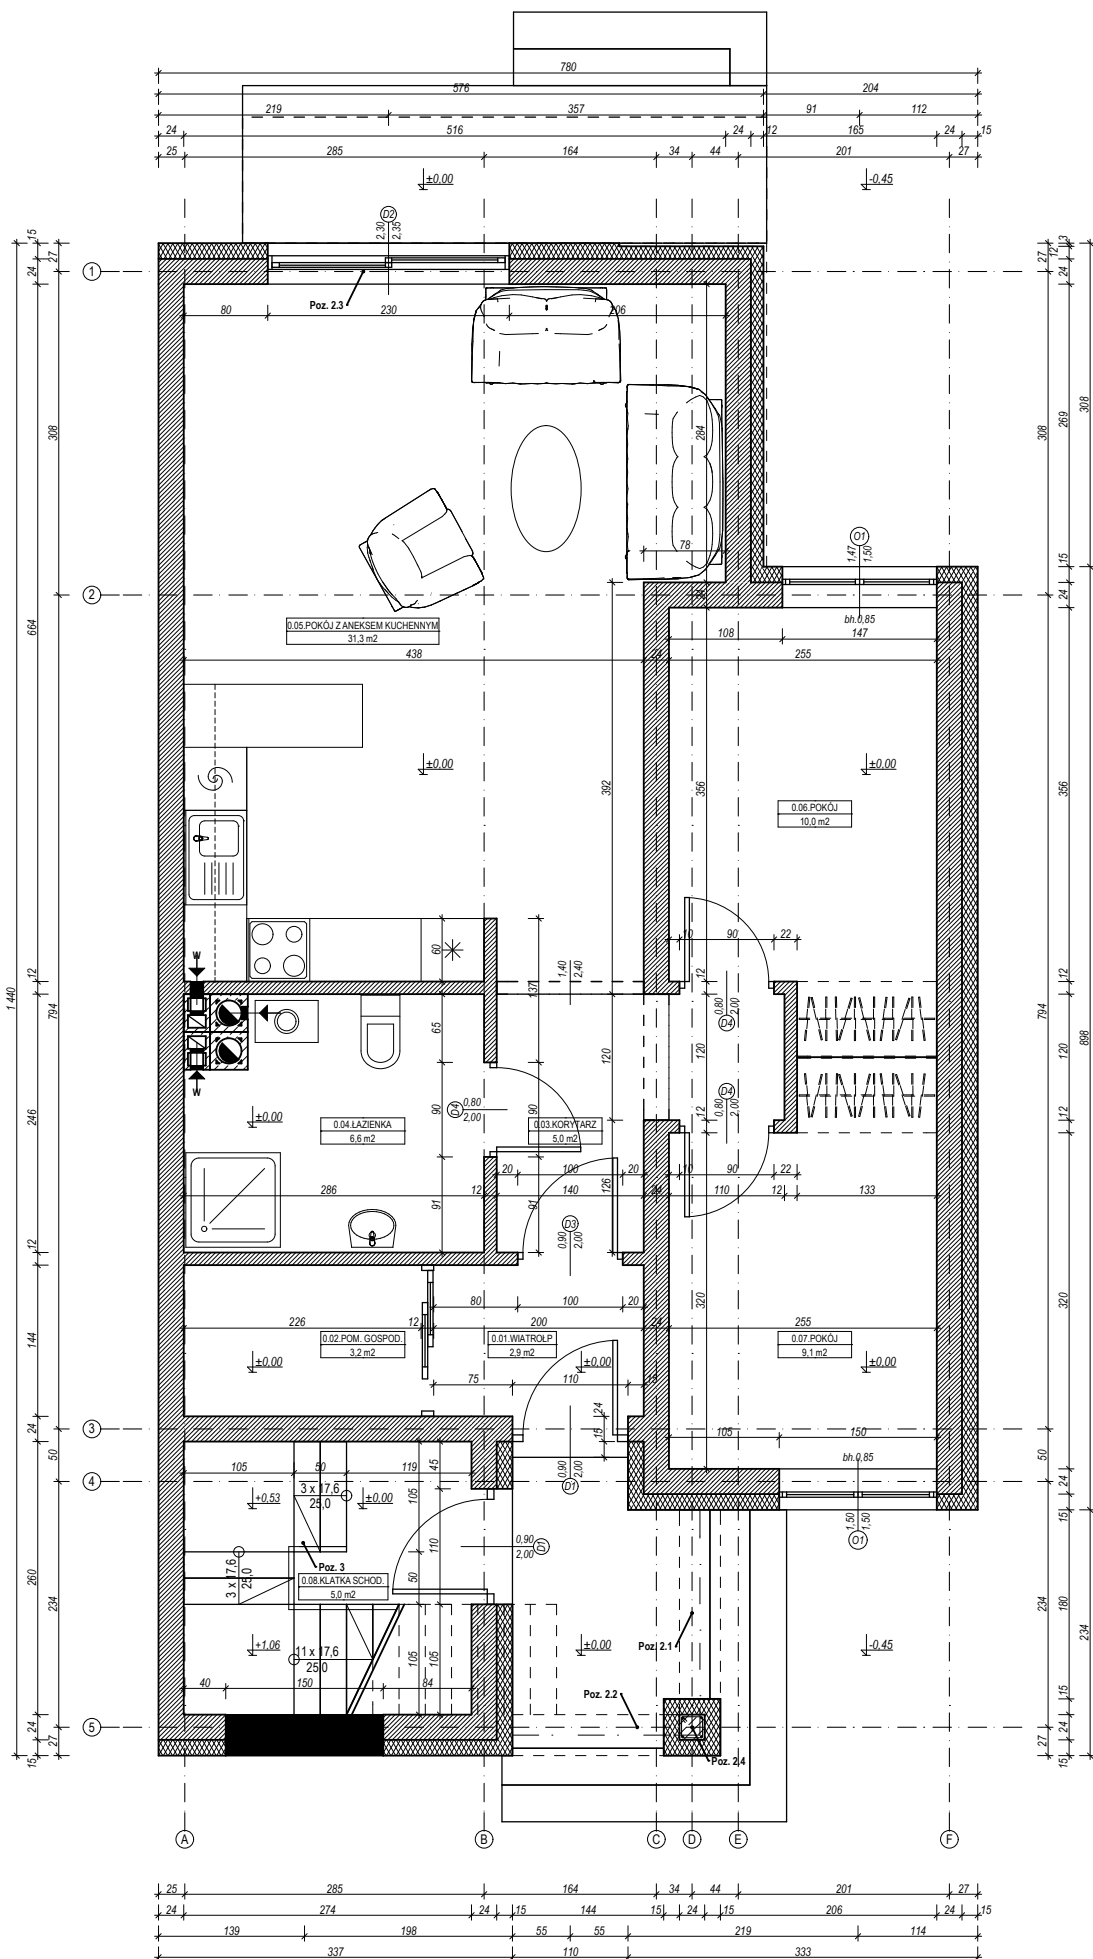 780
576 204
219 357 91 112
24 516 24 12 165 24 15
25 285 164 34 44 201 27
±0,00
-0,45
D2
2,30
2,35
1
Poz. 2.3
80 230 206
15 27 24
308
664
1440
12
794
246
12
144
24
50
260
234
24 27 15
284
78
24
O1
1,47
1,50
bh.0,85
2
0.05.POKÓJ Z ANEKSEM KUCHENNYM
31,3 m2
108 147
438 24 255
±0,00
±0,00
392
356
0.06.POKÓJ
10,0 m2
60
137
1,40
2,40
10 90 22
12
W
65
120
0,80
2,00
D4
120
D4
0,80
2,00
12
±0,00
0.04.ŁAZIENKA
6,6 m2
90
D4
0,80
2,00
90
0.03.KORYTARZ
5,0 m2
W
20 100 20
10 90 22
286 12 140 24 110 12 133
91
91
126
D3
0,90
2,00
80 100 20
320
226 12 200 24 255
0.02.POM. GOSPOD.
3,2 m2
0.01.WIATROŁP
2,9 m2
0.07.POKÓJ
9,1 m2
±0,00
±0,00
±0,00
75 110 15
24
15
3
105 150
105 50 119
45
bh.0,85
4
0,90
2,00
D1
+0,53
3 x 17,6
25,0
±0,00
105
110
0,90
2,00
D1
1,50
1,50
O1
Poz. 3
3 x 17,6
25,0
0.08.KLATKA SCHOD.
5,0 m2
50
+1,06
11 x 17,6
25,0
105
105
±0,00
Poz. 2.1
-0,45
40 150 84
Poz. 2.2
5
Poz. 2.4
27 12 13
24
308
269
308
15
24
356
12
794
120
898
12
320
50
24
15
234
180
234
15
24
27
15
A B C D E F
25 285 164 34 44 201 27
24 274 24 15 144 15 24 15 206 24 15
139 198 55 55 219 114
337 110 333